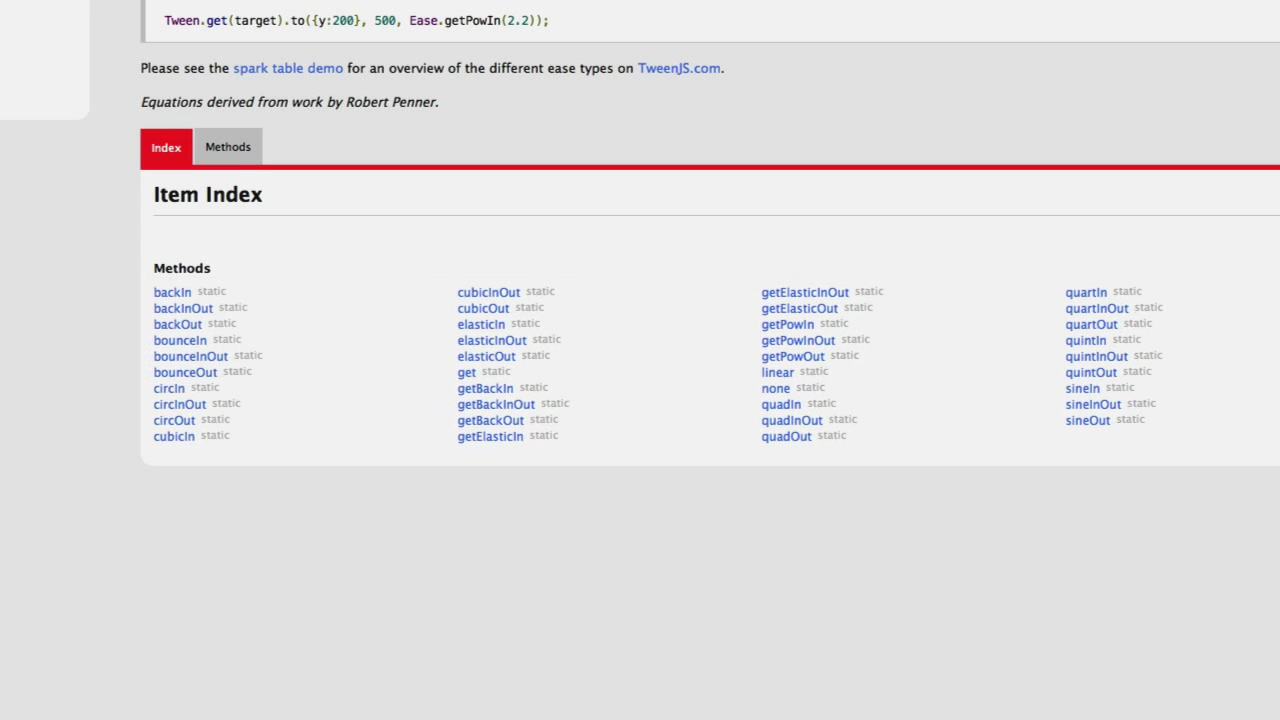 Tween.get(target).to({y:200}, 500, Ease.getPowIn(2.2));
Please see the spark table demo for an overview of the different ease types on TweenJS.com.
Equations derived from work by Robert Penner.
Index Methods
Item Index
Methods
backIn static
backInOut static
backOut static
bounceIn static
bounceInOut static
bounceOut static
circIn static
circInOut static
circOut static
cubicIn static
cubicInOut static
cubicOut static
elasticIn static
elasticInOut static
elasticOut static
get static
getBackIn static
getBackInOut static
getBackOut static
getElasticIn static
getElasticInOut static
getElasticOut static
getPowIn static
getPowInOut static
getPowOut static
linear static
none static
quadIn static
quadInOut static
quadOut static
quartIn static
quartInOut static
quartOut static
quintIn static
quintInOut static
quintOut static
sineIn static
sineInOut static
sineOut static